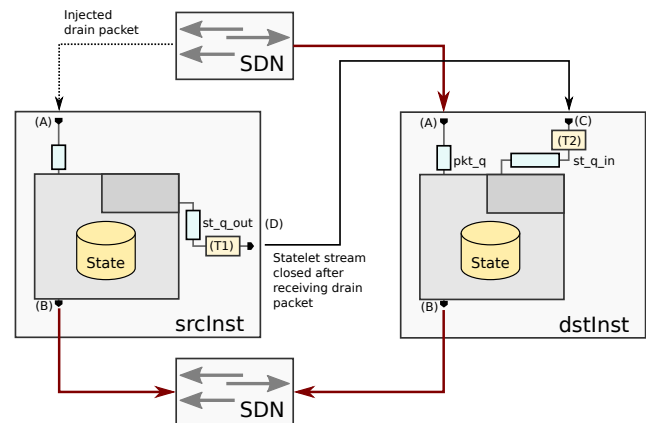 Injected
drain packet
SDN
(A)
(A)
(C)
(T2)
pkt_q
st_q_in
st_q_out
(D)
(T1)
State
State
Statelet stream
closed after
receiving drain
packet
(B)
(B)
srcInst
dstInst
SDN